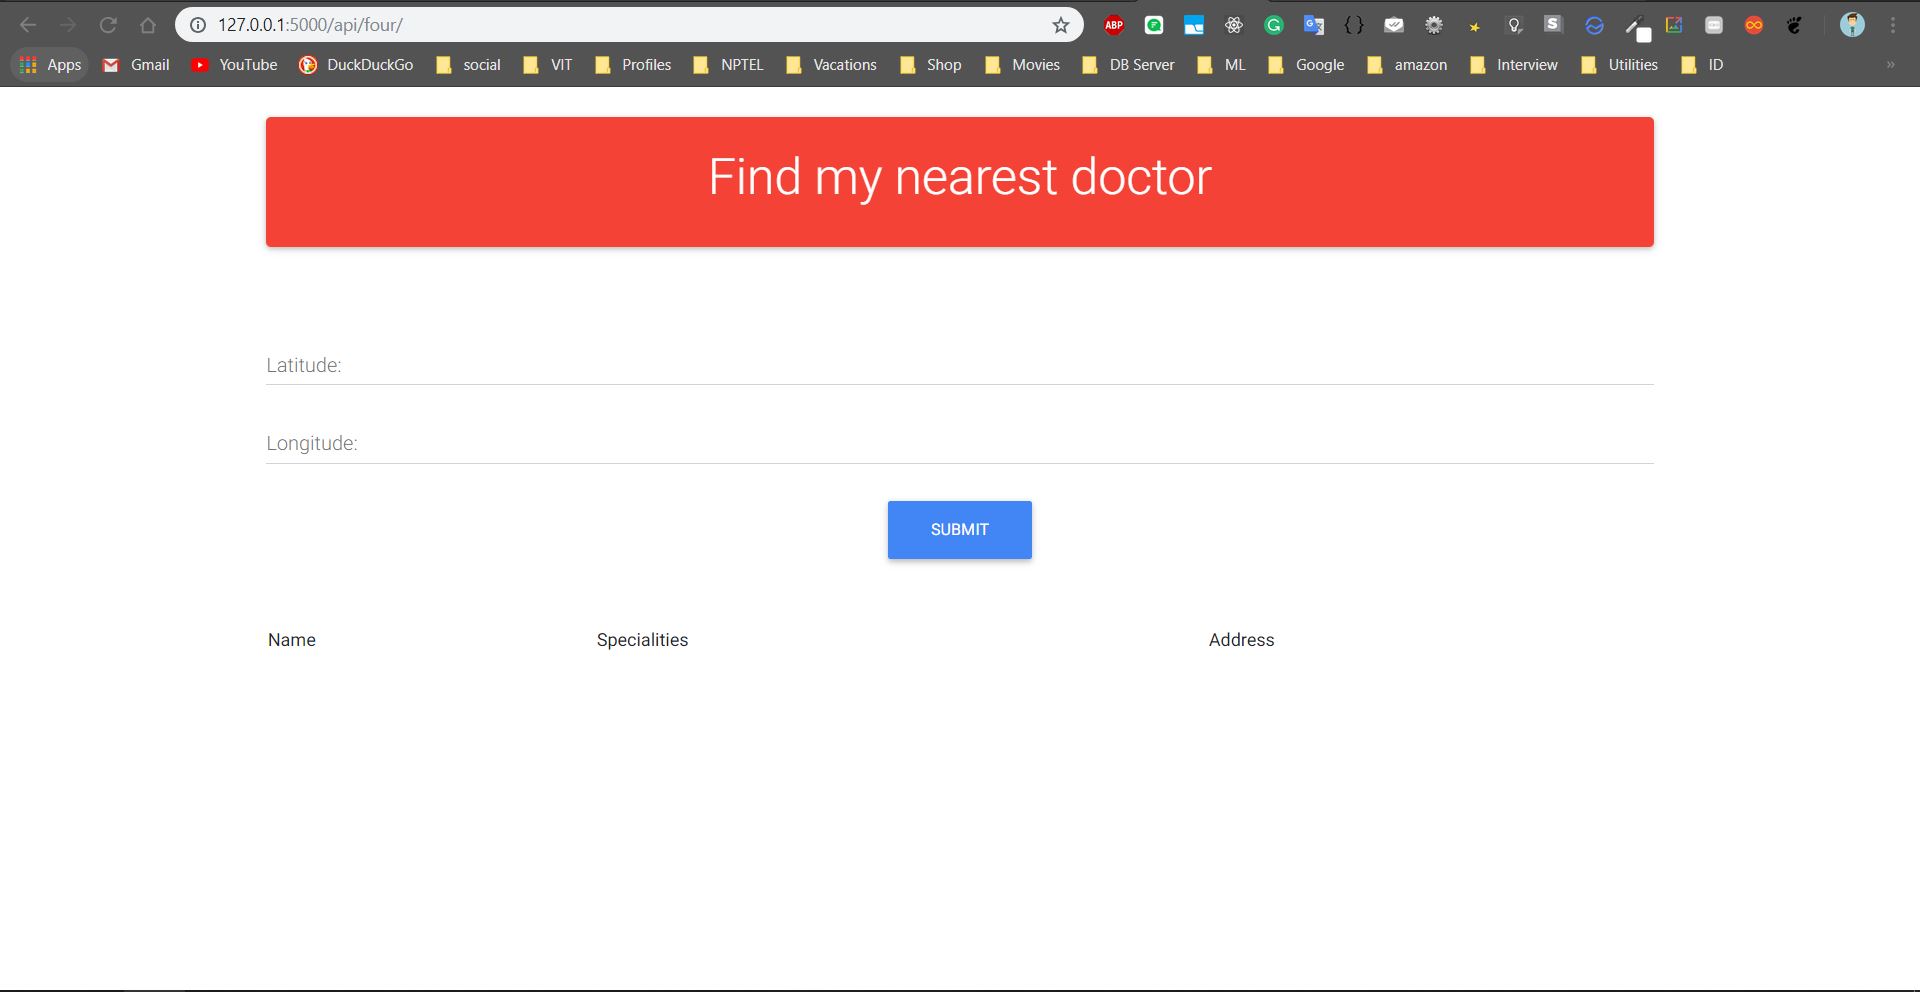 127.0.0.1:5000/api/four/
ABP
Apps Gmail YouTube DuckDuckGo social VIT Profiles NPTEL Vacations Shop Movies DB Server ML Google amazon Interview Utilities ID »
Find my nearest doctor
Latitude:
Longitude:
SUBMIT
Name Specialities Address